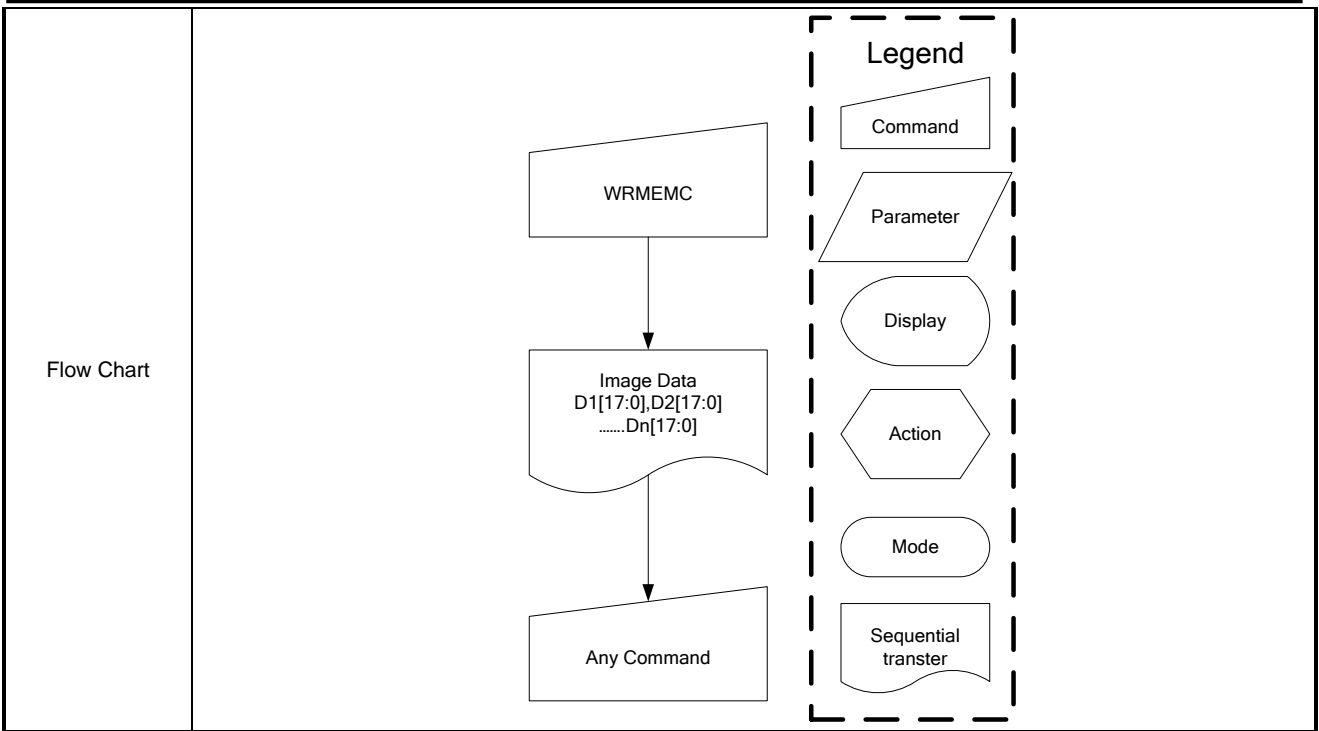 Flow Chart
WRMEMC
Image Data
D1[17:0],D2[17:0]
.......Dn[17:0]
Any Command
Legend
Command
Parameter
Display
Action
Mode
Sequential
transter